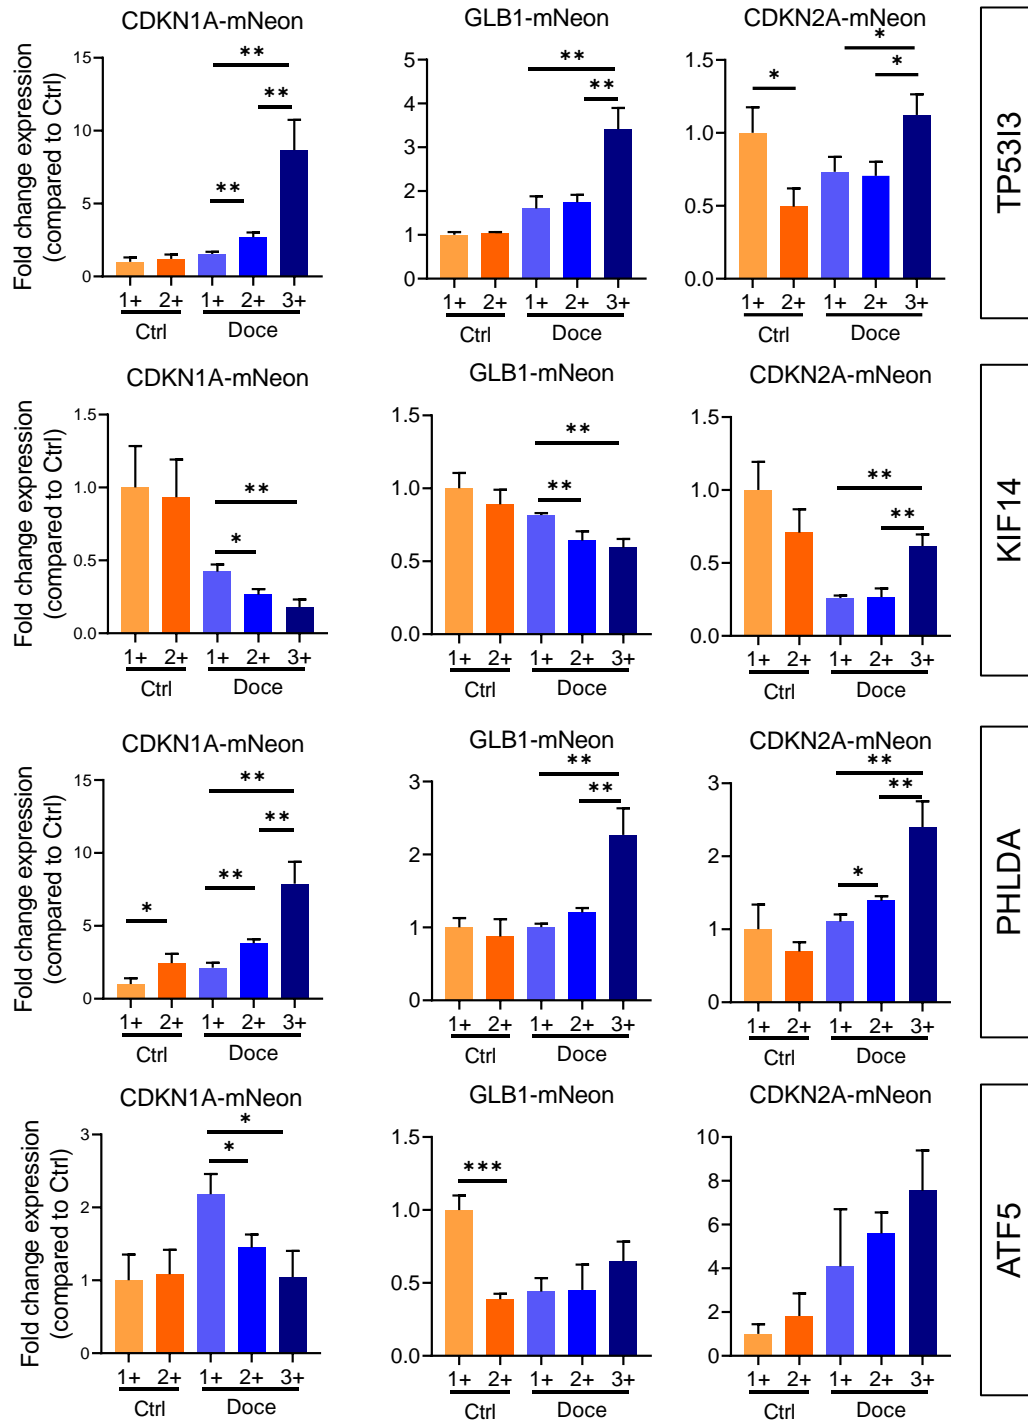 CDKN1A-mNeon GLB1-mNeon CDKN2A-mNeon
Fold change expression
(compared to Ctrl)
15
10
5
0
** ** **
1+ 2+ 1+ 2+ 3+
Ctrl Doce
5
4
3
2
1
0
** **
1+ 2+ 1+ 2+ 3+
Ctrl Doce
1.5
1.0
0.5
0.0
* * *
1+ 2+ 1+ 2+ 3+
Ctrl Doce
TP53I3
CDKN1A-mNeon GLB1-mNeon CDKN2A-mNeon
Fold change expression
(compared to Ctrl)
1.5
1.0
0.5
0.0
** *
1+ 2+ 1+ 2+ 3+
Ctrl Doce
1.5
1.0
0.5
0.0
** **
1+ 2+ 1+ 2+ 3+
Ctrl Doce
1.5
1.0
0.5
0.0
** **
1+ 2+ 1+ 2+ 3+
Ctrl Doce
KIF14
CDKN1A-mNeon GLB1-mNeon CDKN2A-mNeon
Fold change expression
(compared to Ctrl)
15
10
5
0
** ** ** *
1+ 2+ 1+ 2+ 3+
Ctrl Doce
3
2
1
0
** **
1+ 2+ 1+ 2+ 3+
Ctrl Doce
3
2
1
0
** ** *
1+ 2+ 1+ 2+ 3+
Ctrl Doce
PHLDA
CDKN1A-mNeon GLB1-mNeon CDKN2A-mNeon
Fold change expression
(compared to Ctrl)
3
2
1
0
* *
1+ 2+ 1+ 2+ 3+
Ctrl Doce
1.5
1.0
0.5
0.0
***
1+ 2+ 1+ 2+ 3+
Ctrl Doce
10
8
6
4
2
0
1+ 2+ 1+ 2+ 3+
Ctrl Doce
ATF5